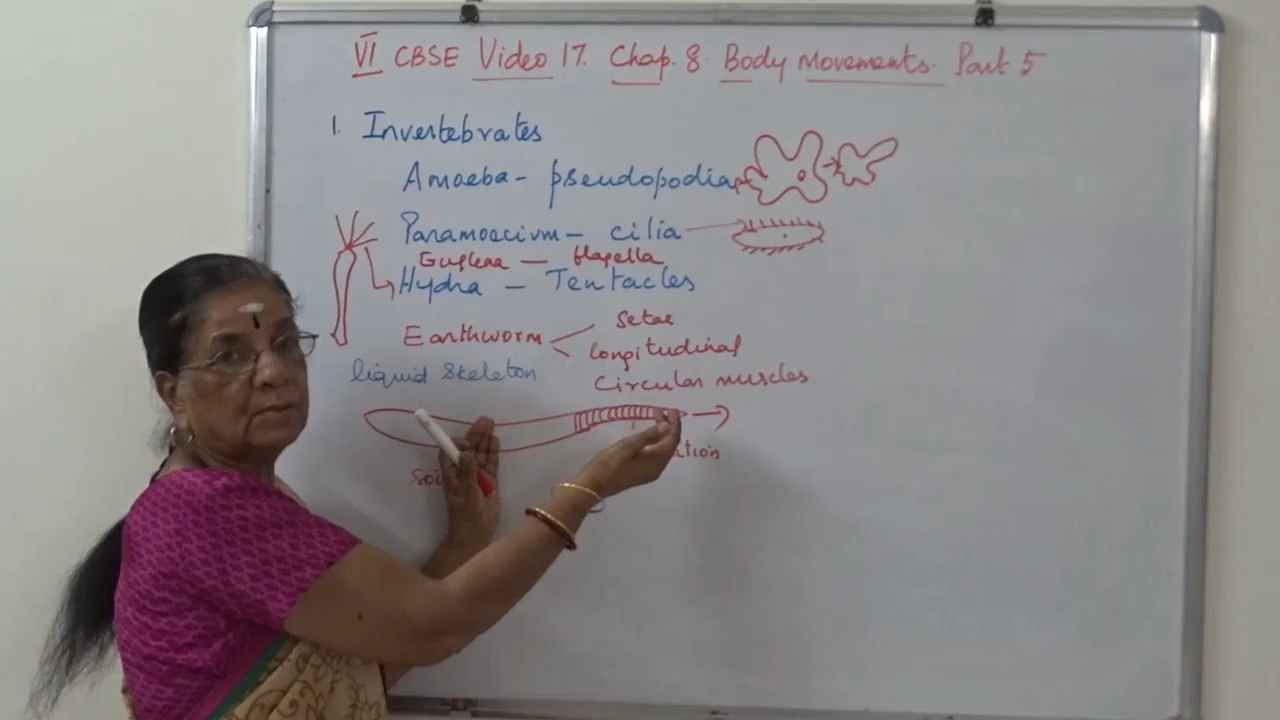 VI CBSE Video 17. Chap. 8. Body Movements. Part 5
1. Invertebrates
Amoeba - pseudopodia
Paramoecium - cilia
Euglena - flagella
Hydra - Tentacles
Earthworm
Setae
longitudinal
Circular muscles
liquid Skeleton